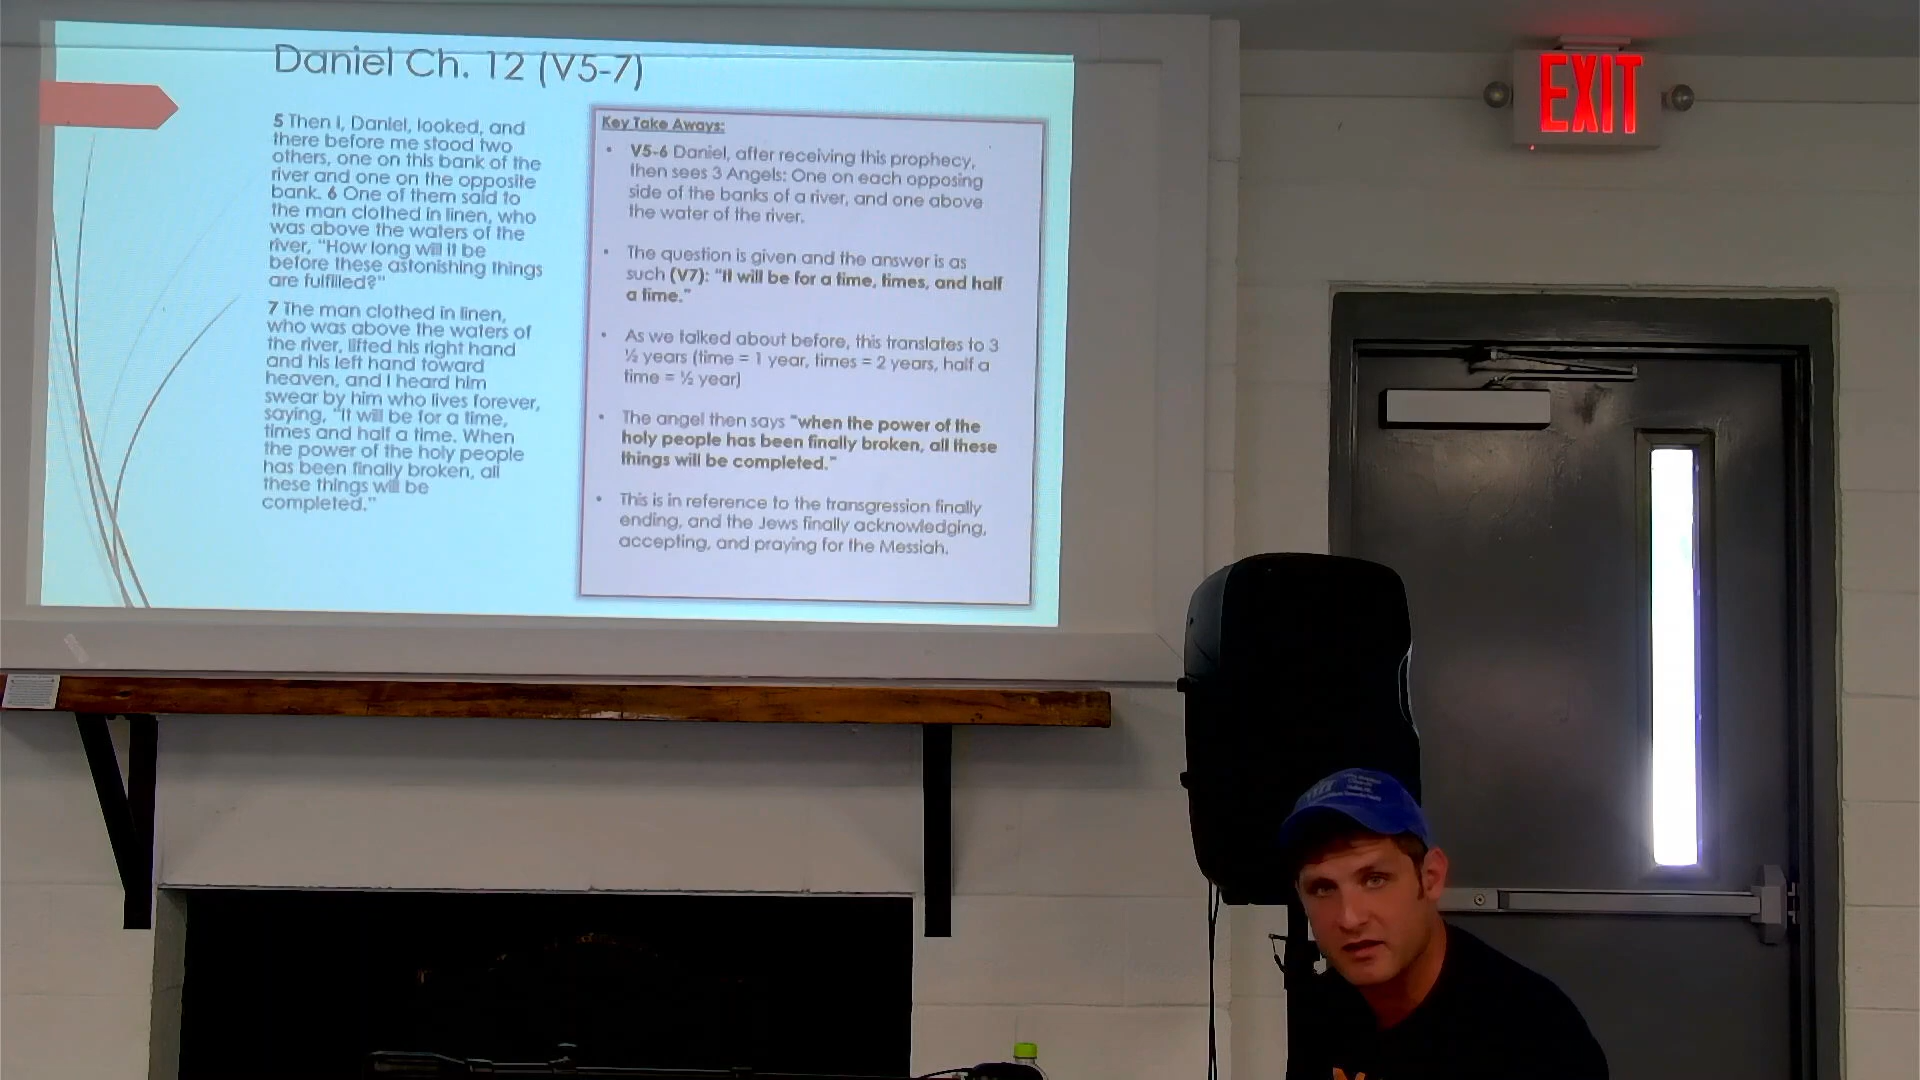 Daniel Ch. 12 (V5-7)
5 Then I, Daniel, looked, and
there before me stood two
others, one on this bank of the
river and one on the opposite
bank. 6 One of them said to
the man clothed in linen, who
was above the waters of the
river, "How long will it be
before these astonishing things
are fulfilled?"
7 The man clothed in linen,
who was above the waters of
the river, lifted his right hand
and his left hand toward
heaven, and I heard him
swear by him who lives forever,
saying, "It will be for a time,
times and half a time. When
the power of the holy people
has been finally broken, all
these things will be
completed."
Key Take Aways:
• V5-6 Daniel, after receiving this prophecy,
then sees 3 Angels: One on each opposing
side of the banks of a river, and one above
the water of the river.
• The question is given and the answer is as
such (V7): "It will be for a time, times, and half
a time."
• As we talked about before, this translates to 3
½ years (time = 1 year, times = 2 years, half a
time = ½ year)
• The angel then says "when the power of the
holy people has been finally broken, all these
things will be completed."
• This is in reference to the transgression finally
ending, and the Jews finally acknowledging,
accepting, and praying for the Messiah.
EXIT